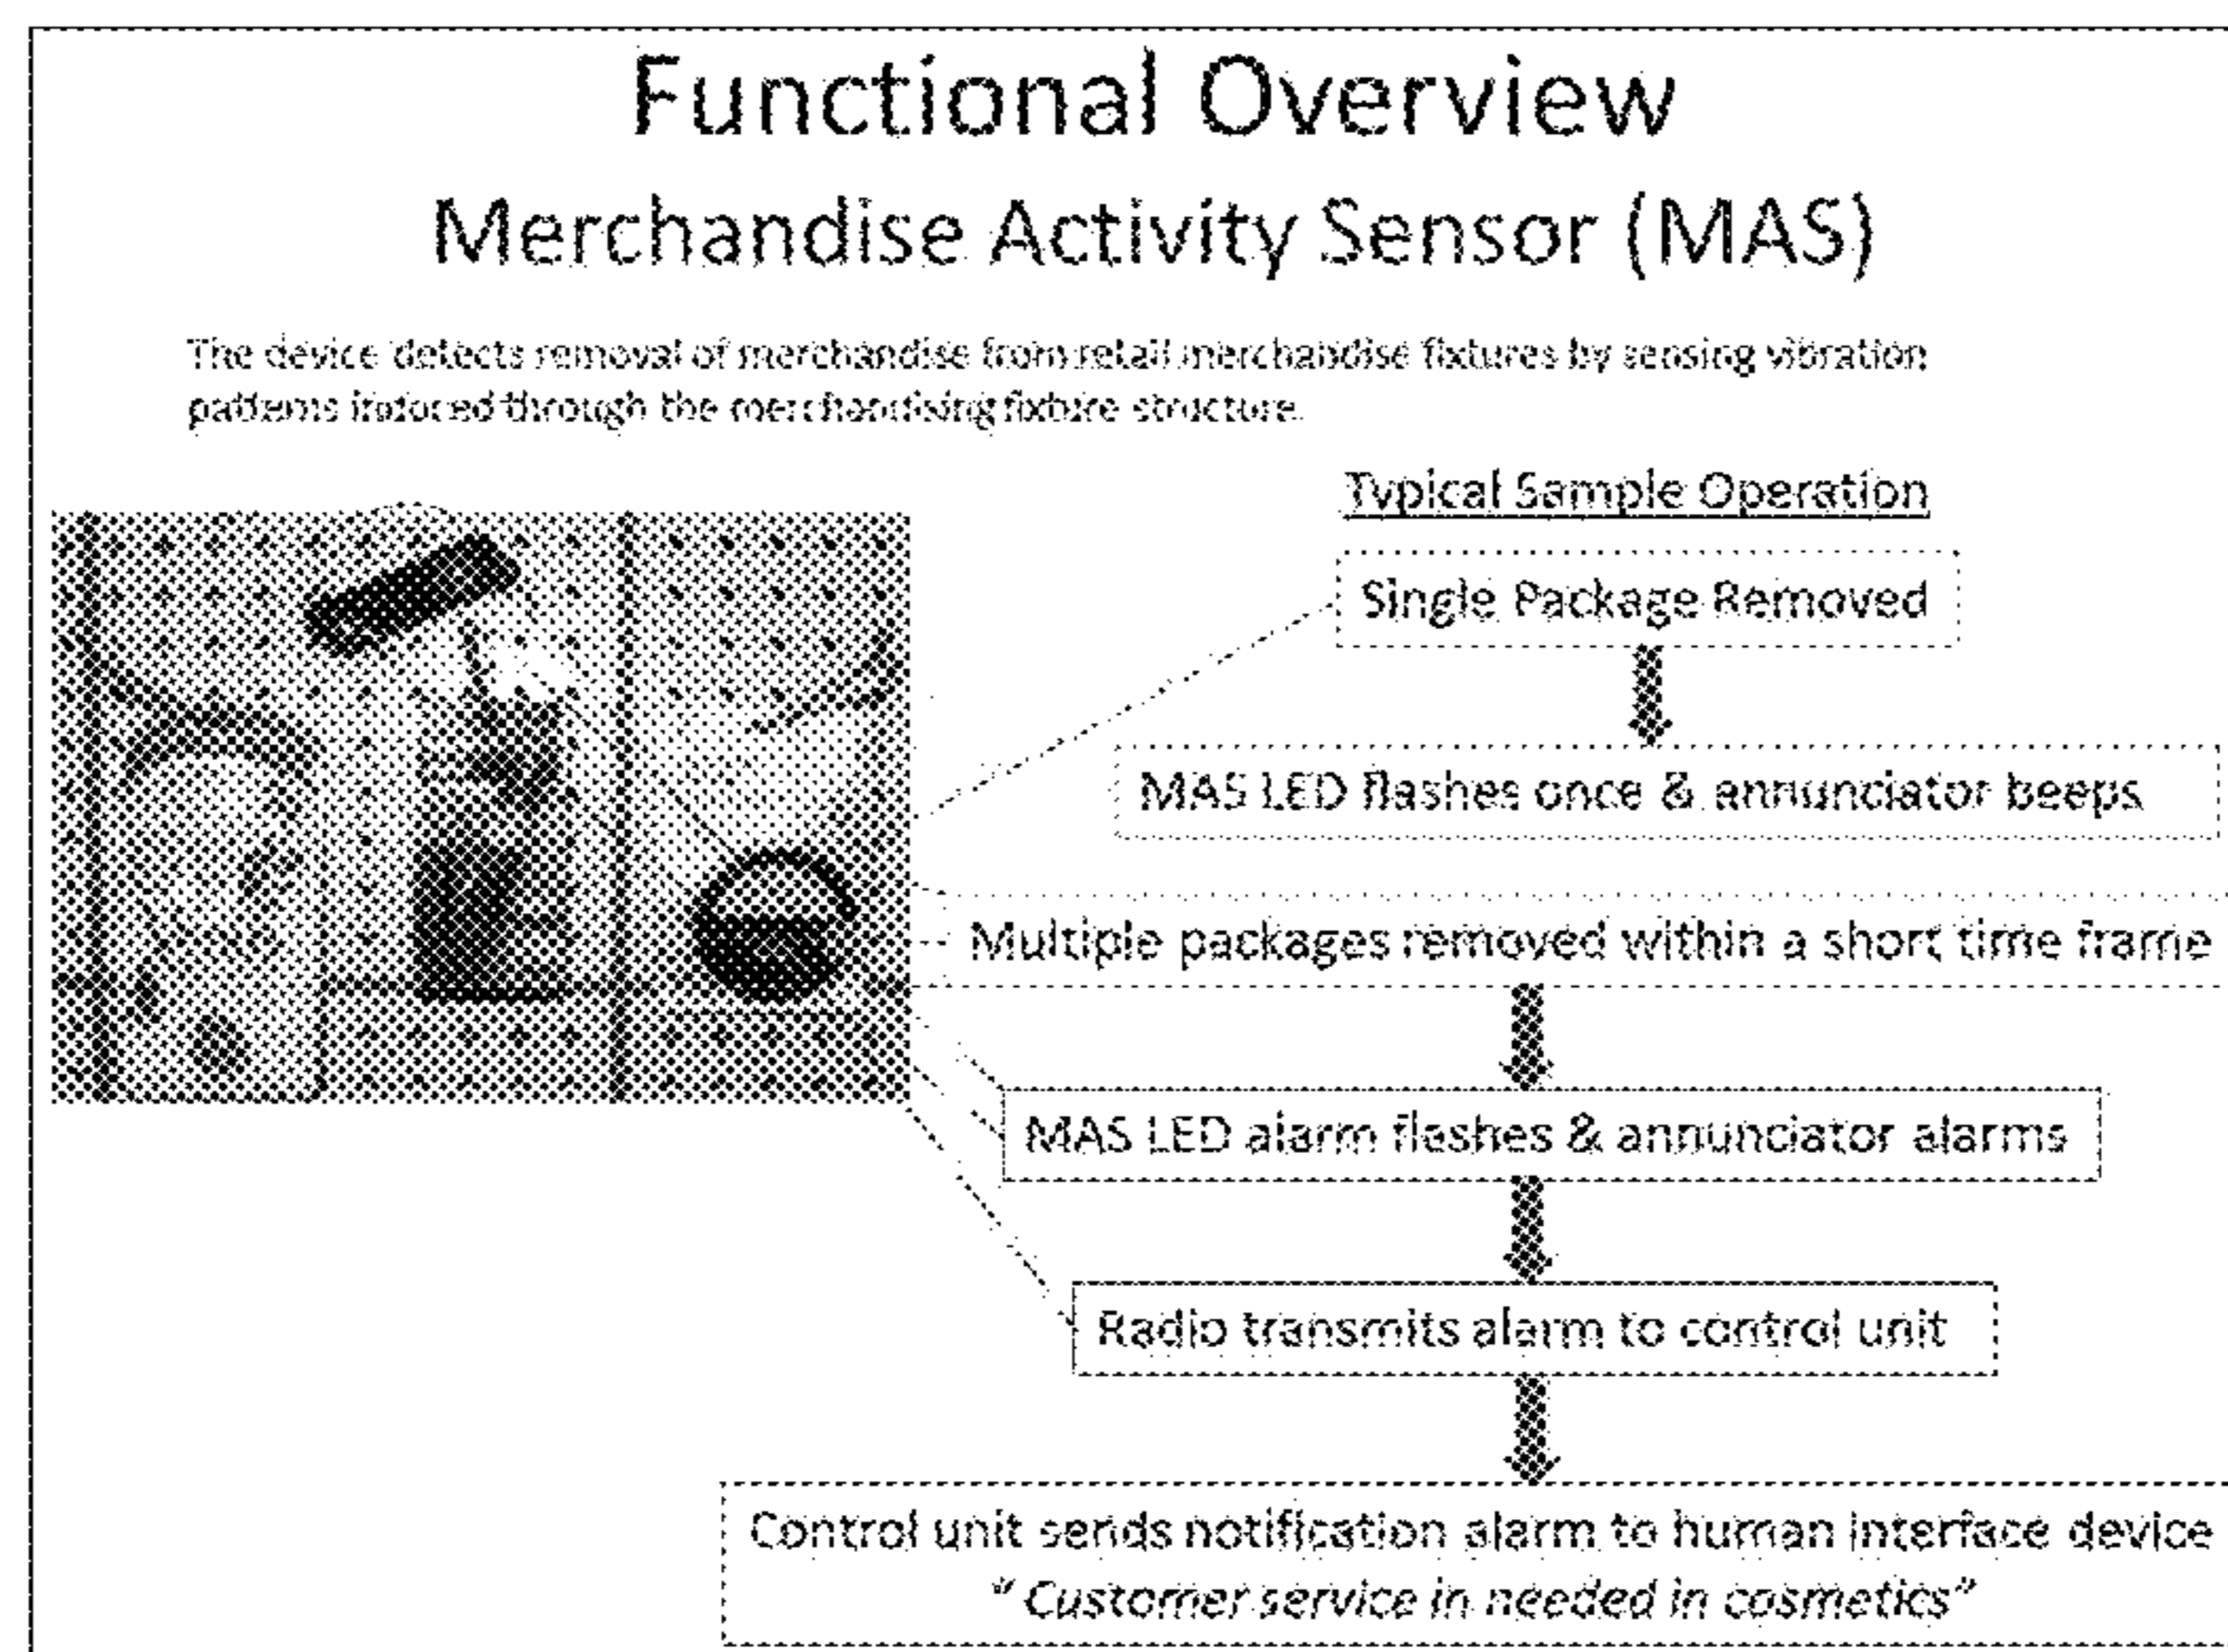 Functional Overview
Merchandise Activity Sensor (MAS)
The device detects removal of merchandise from retail merchandise fixtures by sensing vibration
patterns induced through the merchandising fixture structure.
Typical Sample Operation
Single Package Removed
MAS LED flashes once & annunciator beeps
Multiple packages removed within a short time frame
MAS LED alarm flashes & annunciator alarms
Radio transmits alarm to control unit
Control unit sends notification alarm to human interface device
" Customer service in needed in cosmetics"